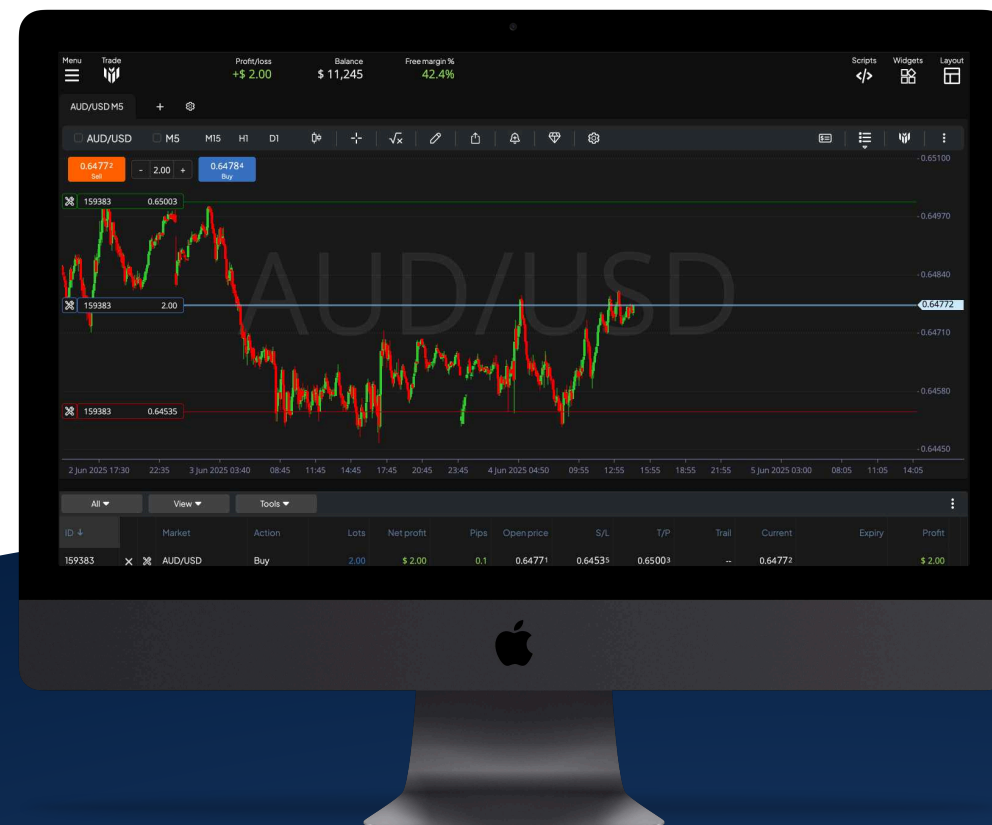 Menu Trade Profit/loss Balance Free margin % Scripts Widgets Layout
+$ 2.00 $ 11,245 42.4%
AUD/USD M5 +
AUD/USD M5 M15 H1 D1
0.64772 Sell - 2.00 + 0.64784 Buy
0.65100
159383 0.65003
0.64970
AUD/USD
0.64840
159383 2.00 0.64772
0.64710
0.64580
159383 0.64535
0.64450
2 Jun 2025 17:30 22:35 3 Jun 2025 03:40 08:45 11:45 14:45 17:45 20:45 23:45 4 Jun 2025 04:50 09:55 12:55 15:55 18:55 21:55 5 Jun 2025 03:00 08:05 11:05 14:05
All View Tools
ID Market Action Lots Net profit Pips Open price S/L T/P Trail Current Expiry Profit
159383 AUD/USD Buy 2.00 $ 2.00 0.1 0.64771 0.64535 0.65003 -- 0.64772 $ 2.00